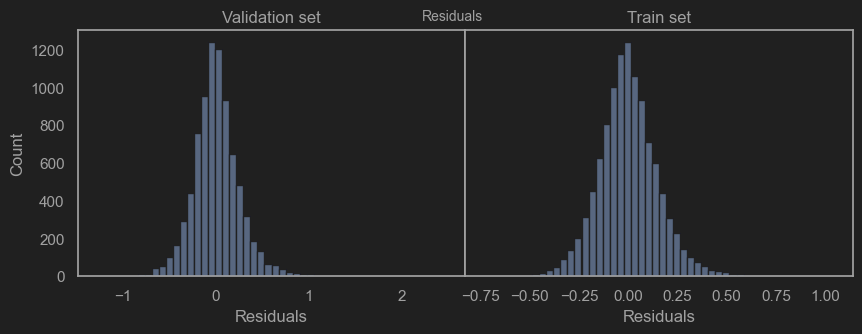 Residuals
Validation set
Train set
Count
1200
1000
800
600
400
200
0
−1 0 1 2
−0.75 −0.50 −0.25 0.00 0.25 0.50 0.75 1.00
Residuals
Residuals